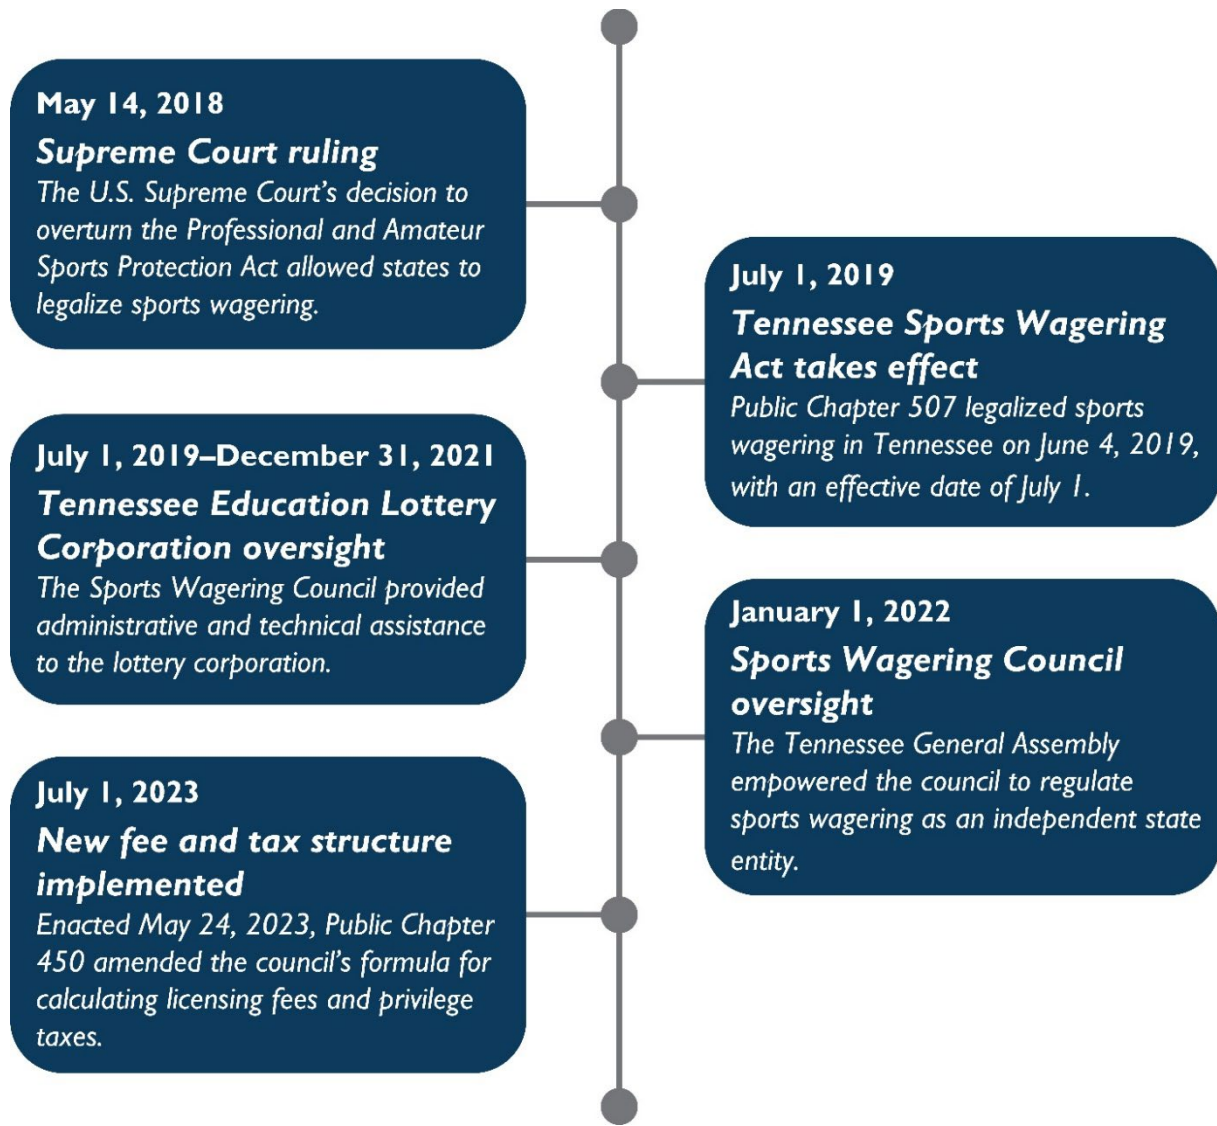 May 14, 2018
Supreme Court ruling
The U.S. Supreme Court’s decision to
overturn the Professional and Amateur
Sports Protection Act allowed states to
legalize sports wagering.
July 1, 2019
Tennessee Sports Wagering
Act takes effect
Public Chapter 507 legalized sports
wagering in Tennessee on June 4, 2019,
with an effective date of July 1.
July 1, 2019–December 31, 2021
Tennessee Education Lottery
Corporation oversight
The Sports Wagering Council provided
administrative and technical assistance
to the lottery corporation.
January 1, 2022
Sports Wagering Council
oversight
The Tennessee General Assembly
empowered the council to regulate
sports wagering as an independent state
entity.
July 1, 2023
New fee and tax structure
implemented
Enacted May 24, 2023, Public Chapter
450 amended the council’s formula for
calculating licensing fees and privilege
taxes.